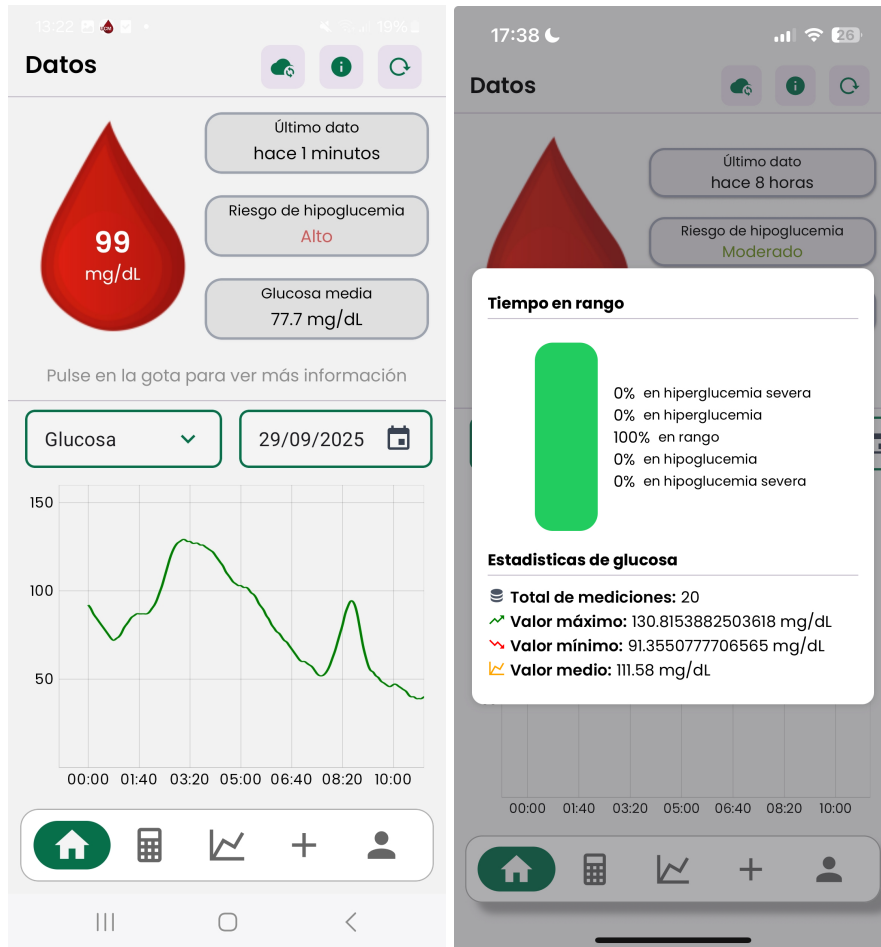 13:22
19%
Datos
Último dato
hace 1 minutos
99
mg/dL
Riesgo de hipoglucemia
Alto
Glucosa media
77.7 mg/dL
Pulse en la gota para ver más información
Glucosa
29/09/2025
150
100
50
00:00 01:40 03:20 05:00 06:40 08:20 10:00
17:38
26
Datos
Último dato
hace 8 horas
Riesgo de hipoglucemia
Moderado
Tiempo en rango
0% en hiperglucemia severa
0% en hiperglucemia
100% en rango
0% en hipoglucemia
0% en hipoglucemia severa
Estadisticas de glucosa
Total de mediciones: 20
Valor máximo: 130.8153882503618 mg/dL
Valor mínimo: 91.3550777706565 mg/dL
Valor medio: 111.58 mg/dL
00:00 01:40 03:20 05:00 06:40 08:20 10:00